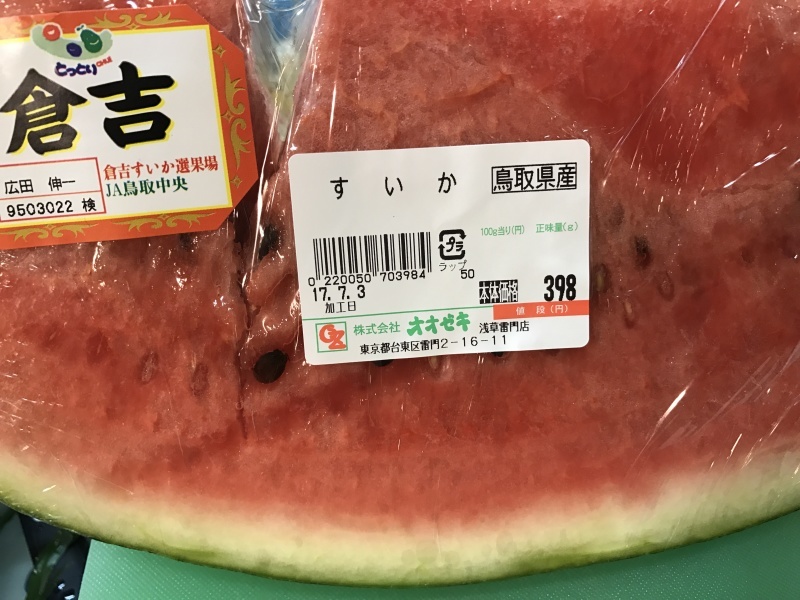 とっとり
倉吉
倉吉すいか選果場
広田 伸一
JA鳥取中央
9503022 検
すいか 鳥取県産
100g当り(円) 正味量(g)
プラ
ラップ
0 220050 703984 50
17.7.3
加工日
本体価格 398
値段(円)
OZ 株式会社 オオゼキ 浅草雷門店
東京都台東区雷門2-16-11